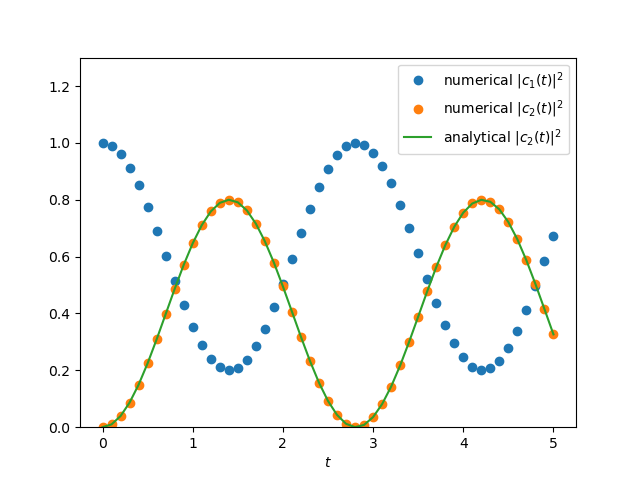 numerical |c₁(t)|²
numerical |c₂(t)|²
analytical |c₂(t)|²
1.2
1.0
0.8
0.6
0.4
0.2
0.0
0 1 2 3 4 5
t